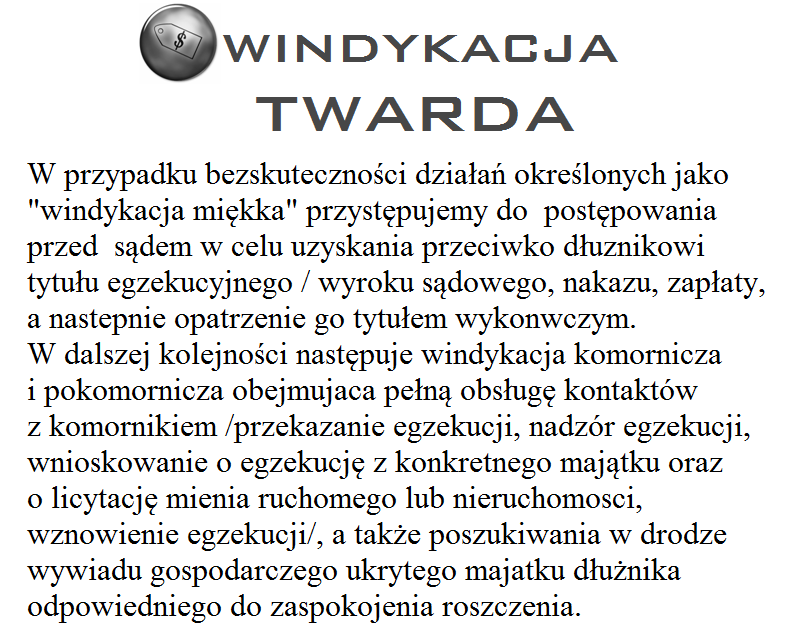 $
WINDYKACJA
TWARDA
W przypadku bezskuteczności działań określonych jako
"windykacja miękka" przystępujemy do  postępowania
przed  sądem w celu uzyskania przeciwko dłuznikowi
tytułu egzekucyjnego / wyroku sądowego, nakazu, zapłaty,
a nastepnie opatrzenie go tytułem wykonwczym.
W dalszej kolejności następuje windykacja komornicza
i pokomornicza obejmujaca pełną obsługę kontaktów
z komornikiem /przekazanie egzekucji, nadzór egzekucji,
wnioskowanie o egzekucję z konkretnego majątku oraz
o licytację mienia ruchomego lub nieruchomosci,
wznowienie egzekucji/, a także poszukiwania w drodze
wywiadu gospodarczego ukrytego majatku dłużnika
odpowiedniego do zaspokojenia roszczenia.